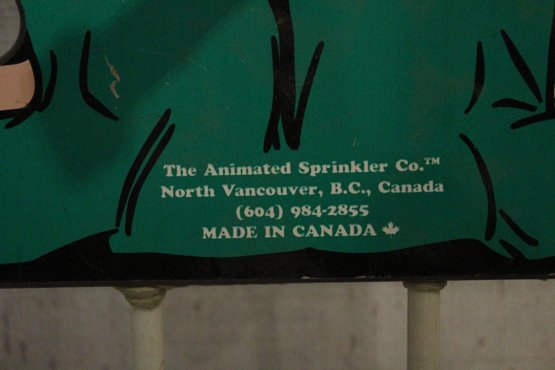 The Animated Sprinkler Co.™
North Vancouver, B.C., Canada
(604) 984-2855
MADE IN CANADA